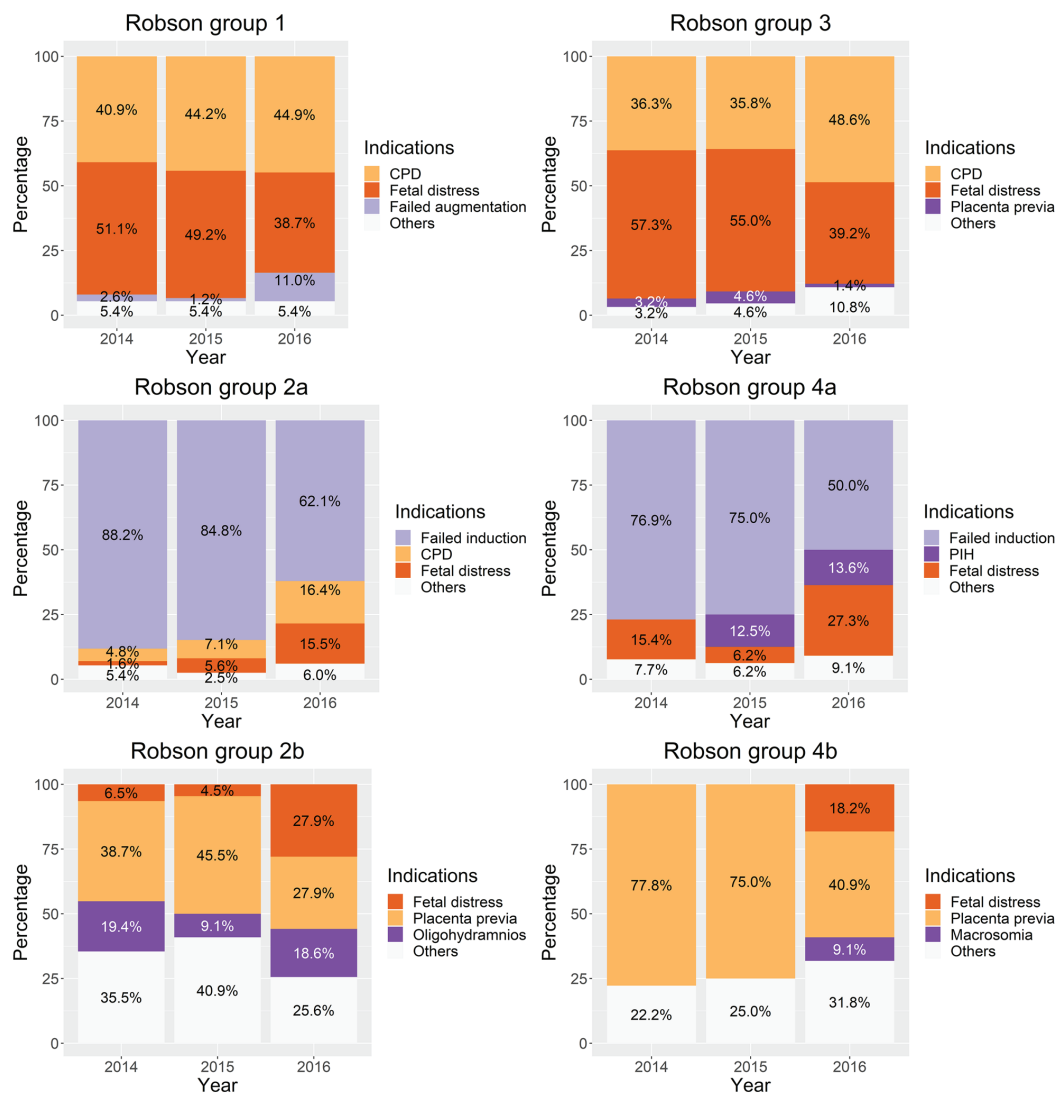 Robson group 1
Percentage
100
75
50
25
0
40.9%
44.2%
44.9%
51.1%
49.2%
38.7%
2.6%
1.2%
11.0%
5.4%
5.4%
5.4%
2014
2015
2016
Year
Indications
CPD
Fetal distress
Failed augmentation
Others
Robson group 3
Percentage
100
75
50
25
0
36.3%
35.8%
48.6%
57.3%
55.0%
39.2%
3.2%
4.6%
1.4%
3.2%
4.6%
10.8%
2014
2015
2016
Year
Indications
CPD
Fetal distress
Placenta previa
Others
Robson group 2a
Percentage
100
75
50
25
0
88.2%
84.8%
62.1%
4.8%
7.1%
16.4%
1.6%
5.6%
15.5%
5.4%
2.5%
6.0%
2014
2015
2016
Year
Indications
Failed induction
CPD
Fetal distress
Others
Robson group 4a
Percentage
100
75
50
25
0
76.9%
75.0%
50.0%
12.5%
13.6%
15.4%
6.2%
27.3%
7.7%
6.2%
9.1%
2014
2015
2016
Year
Indications
Failed induction
PIH
Fetal distress
Others
Robson group 2b
Percentage
100
75
50
25
0
6.5%
4.5%
27.9%
38.7%
45.5%
27.9%
19.4%
9.1%
18.6%
35.5%
40.9%
25.6%
2014
2015
2016
Year
Indications
Fetal distress
Placenta previa
Oligohydramnios
Others
Robson group 4b
Percentage
100
75
50
25
0
18.2%
77.8%
75.0%
40.9%
9.1%
22.2%
25.0%
31.8%
2014
2015
2016
Year
Indications
Fetal distress
Placenta previa
Macrosomia
Others